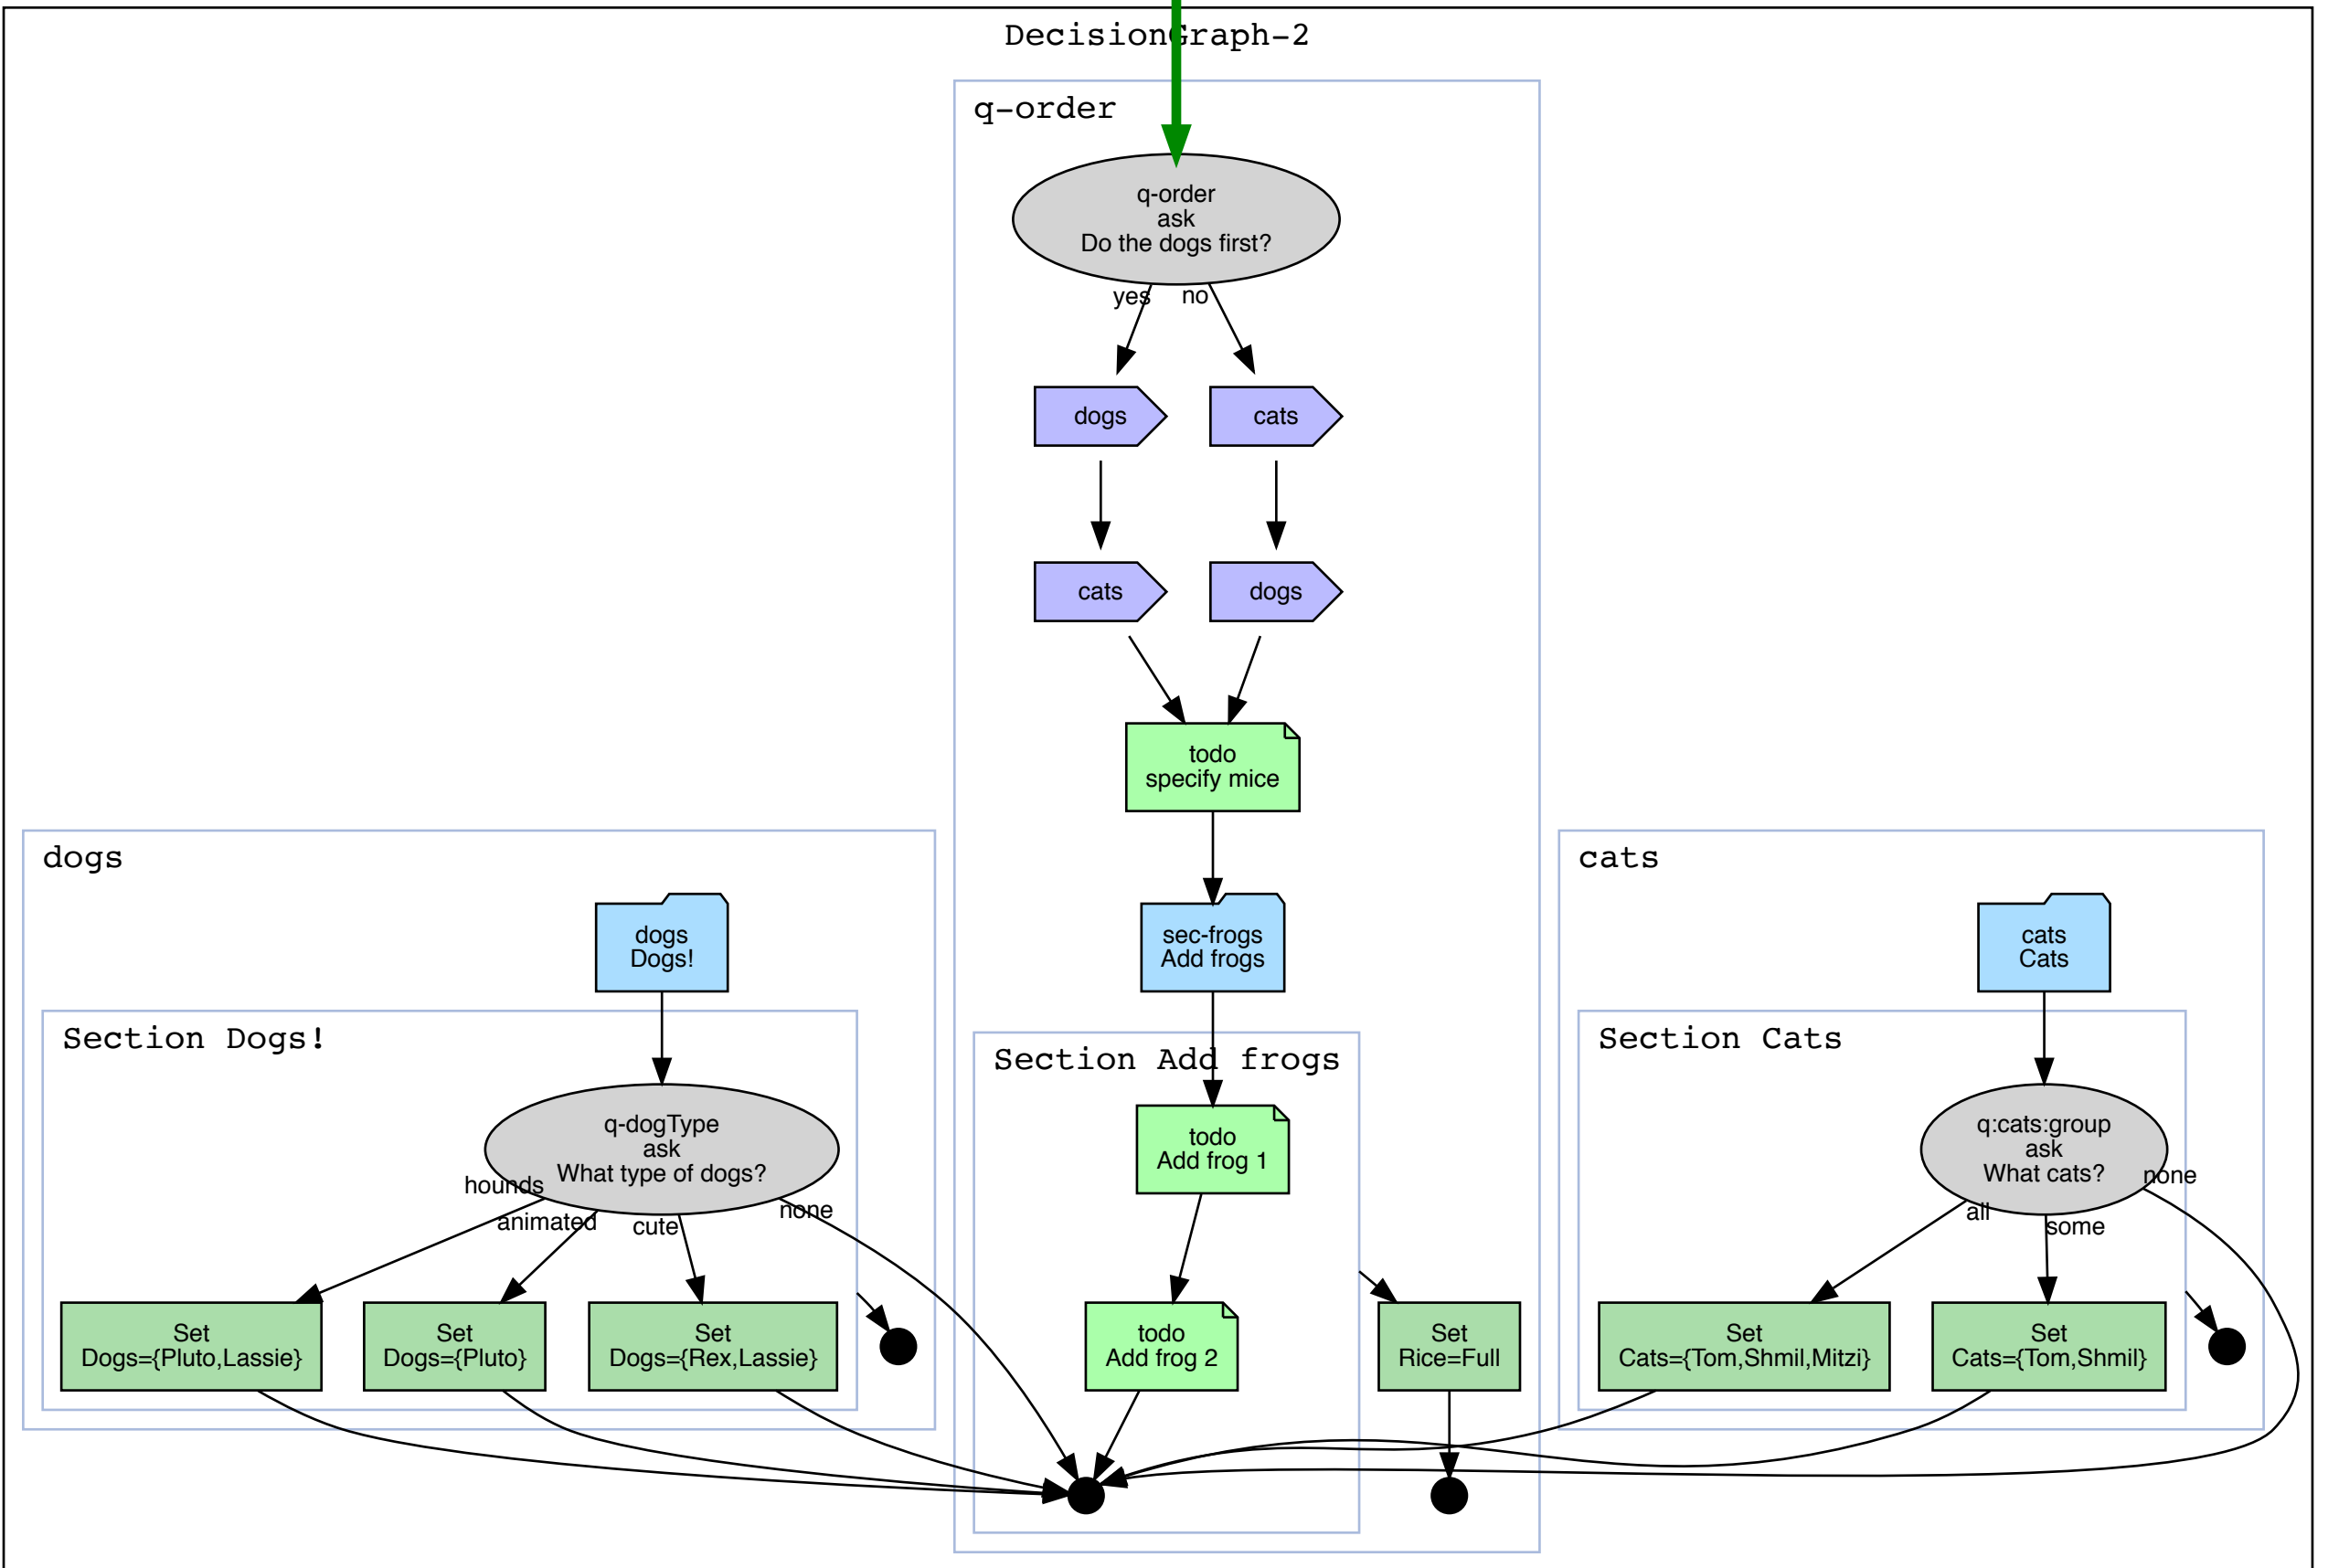 DecisionGraph-2
q-order
q-order
ask
Do the dogs first?
yes
no
dogs
cats
cats
dogs
todo
specify mice
dogs
dogs
Dogs!
Section Dogs!
q-dogType
ask
What type of dogs?
hounds
animated
cute
none
Set
Dogs={Pluto,Lassie}
Set
Dogs={Pluto}
Set
Dogs={Rex,Lassie}
sec-frogs
Add frogs
Section Add frogs
todo
Add frog 1
todo
Add frog 2
Set
Rice=Full
cats
cats
Cats
Section Cats
q:cats:group
ask
What cats?
all
some
none
Set
Cats={Tom,Shmil,Mitzi}
Set
Cats={Tom,Shmil}